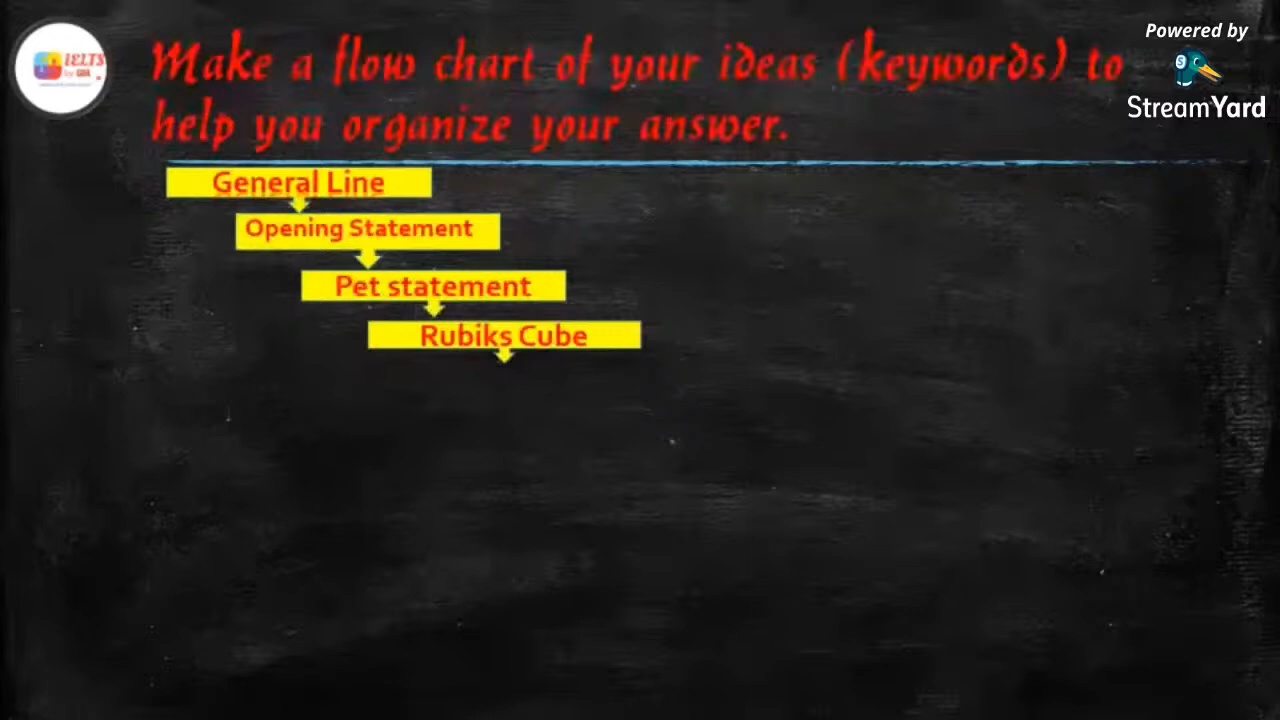 IELTS
Make a flow chart of your ideas (keywords) to
help you organize your answer.
Powered by
StreamYard
General Line
Opening Statement
Pet statement
Rubiks Cube